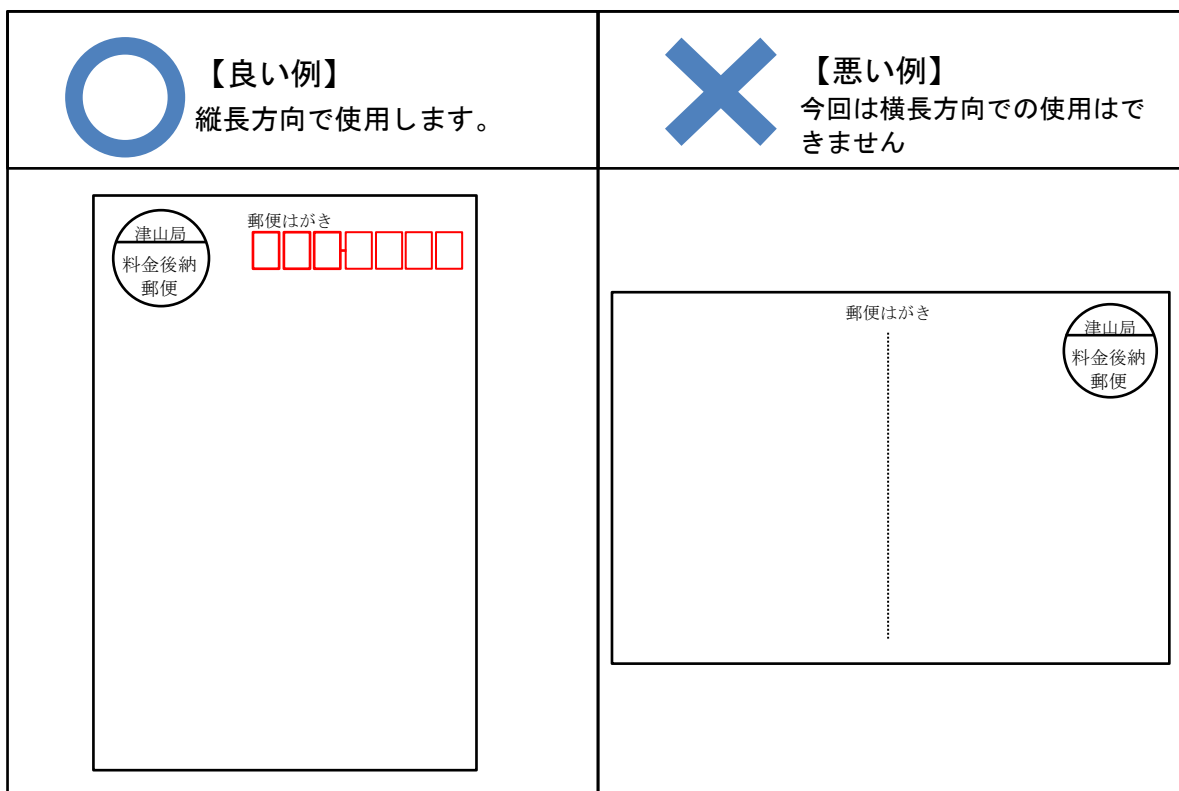 【良い例】
縦長方向で使用します。
【悪い例】
今回は横長方向での使用はで
きません
津山局
料金後納
郵便
郵便はがき
郵便はがき
津山局
料金後納
郵便